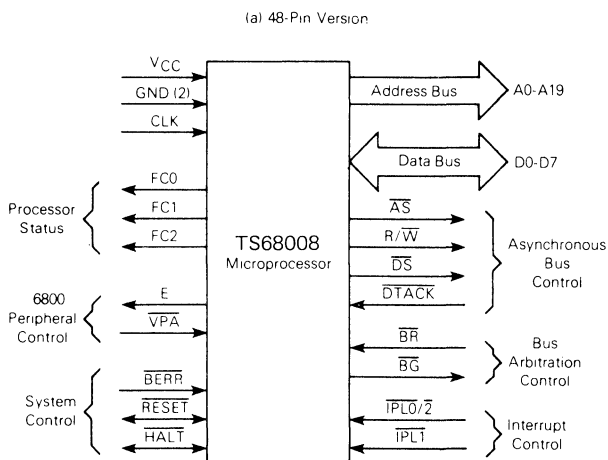 (a) 48-Pin Version
VCC
GND (2)
CLK
FC0
FC1
FC2
Processor
Status
E
VPA
6800
Peripheral
Control
BERR
RESET
HALT
System
Control
TS68008
Microprocessor
Address Bus
A0-A19
Data Bus
D0-D7
AS
R/W
DS
DTACK
Asynchronous
Bus
Control
BR
BG
Bus
Arbitration
Control
IPL0/2
IPL1
Interrupt
Control